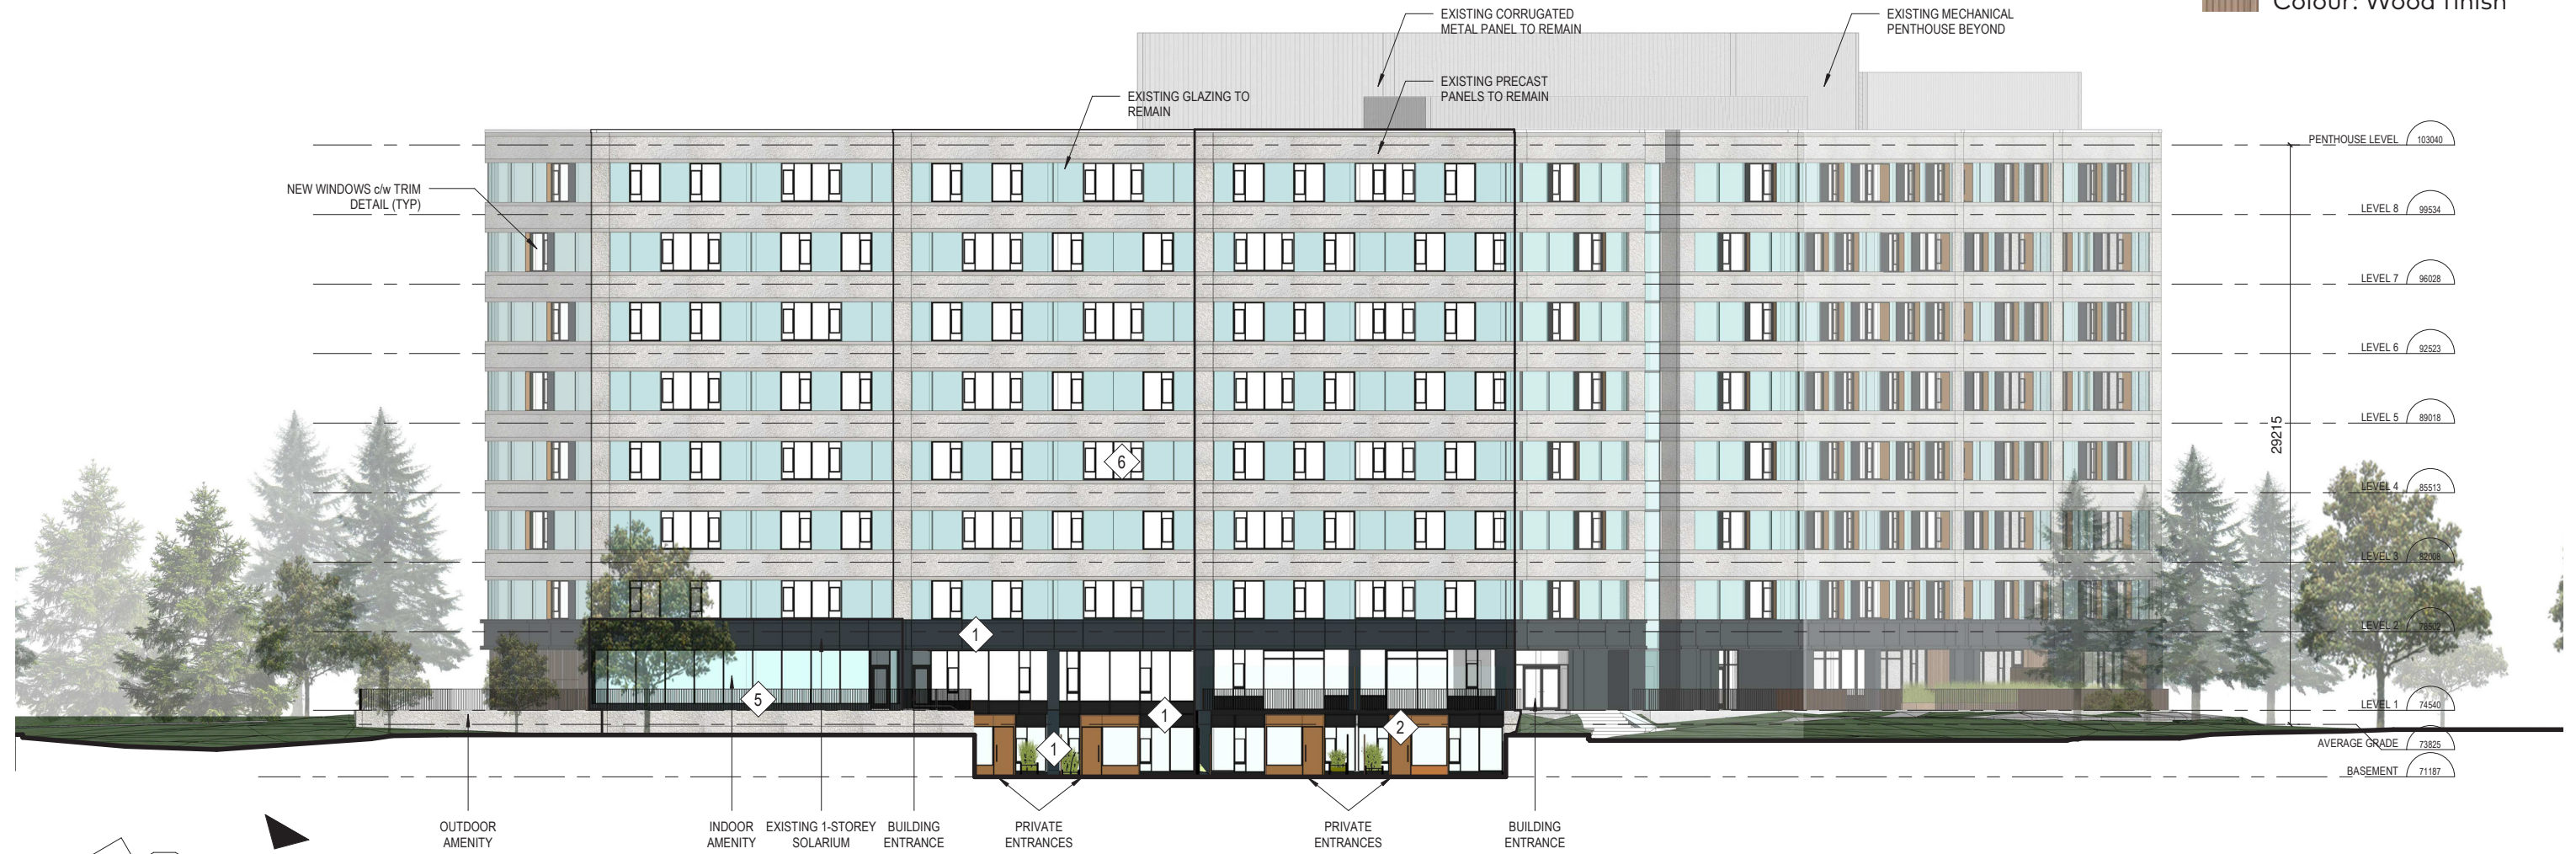 Colour: Wood finish
EXISTING CORRUGATED
METAL PANEL TO REMAIN
EXISTING MECHANICAL
PENTHOUSE BEYOND
EXISTING PRECAST
PANELS TO REMAIN
EXISTING GLAZING TO
REMAIN
PENTHOUSE LEVEL 103040
NEW WINDOWS c/w TRIM
DETAIL (TYP)
LEVEL 8 99534
LEVEL 7 96028
LEVEL 6 92523
LEVEL 5 89018
29215
6
LEVEL 4 85513
LEVEL 3 82008
1
LEVEL 2
5
LEVEL 1 74540
1
2
1
AVERAGE GRADE 73825
BASEMENT 71187
OUTDOOR
AMENITY
INDOOR
AMENITY
EXISTING 1-STOREY
SOLARIUM
BUILDING
ENTRANCE
PRIVATE
ENTRANCES
PRIVATE
ENTRANCES
BUILDING
ENTRANCE